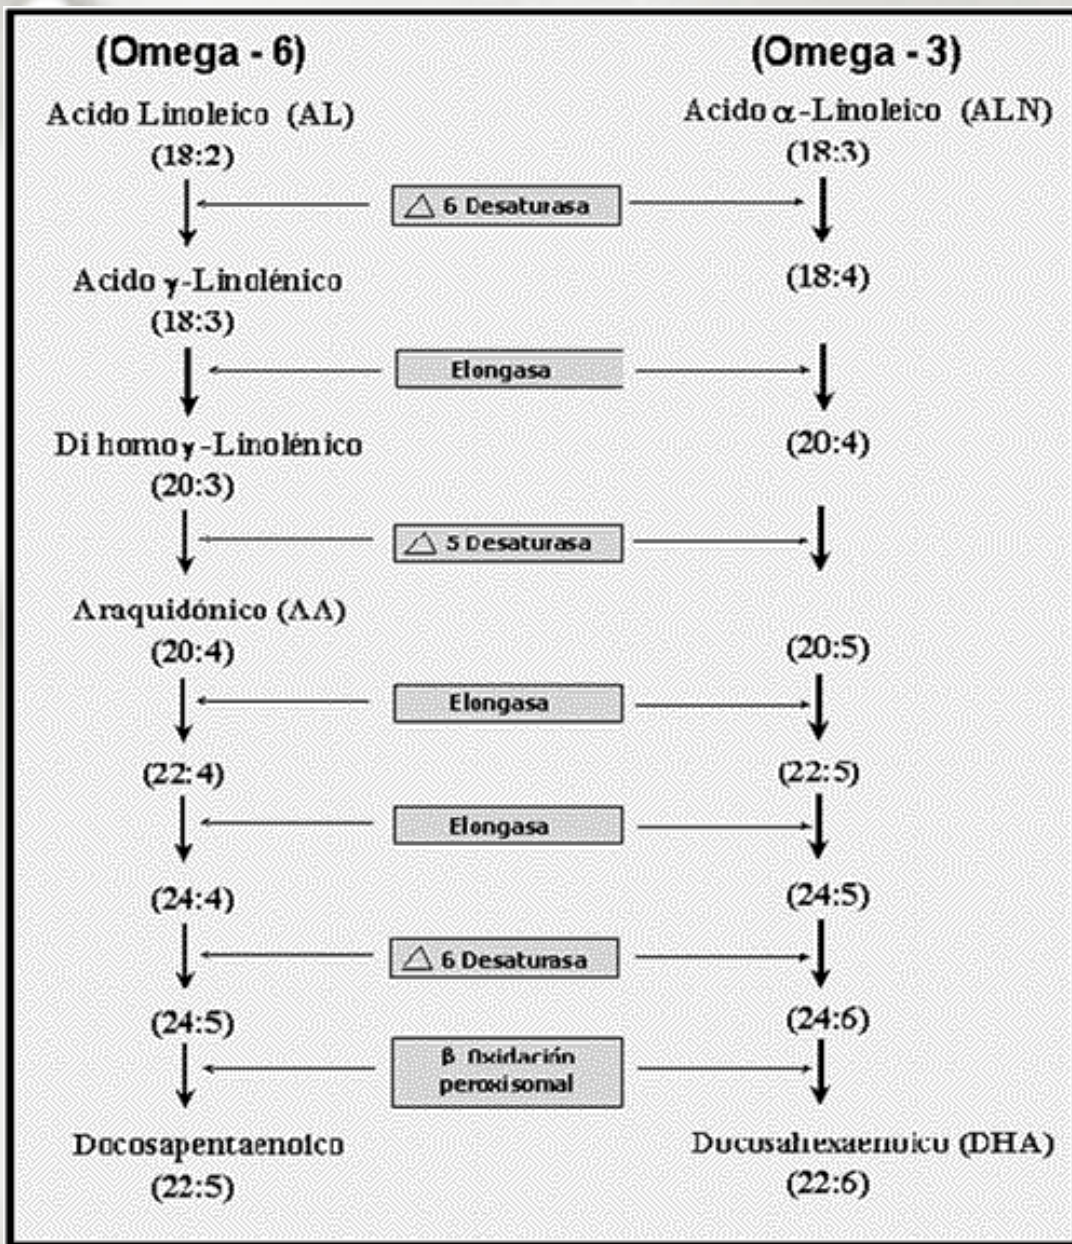 (Omega - 6)
(Omega - 3)
Acido Linoleico (AL)
(18:2)
Acido α-Linoleico (ALN)
(18:3)
△ 6 Desaturasa
Acido γ-Linolénico
(18:3)
(18:4)
Elongasa
Di homo γ-Linolénico
(20:3)
(20:4)
△ 5 Desaturasa
Araquidónico (AA)
(20:4)
(20:5)
Elongasa
(22:4)
(22:5)
Elongasa
(24:4)
(24:5)
△ 6 Desaturasa
(24:5)
(24:6)
β Oxidación
peroxisomal
Docosapentaenoico
(22:5)
Docosahexaenoico (DHA)
(22:6)